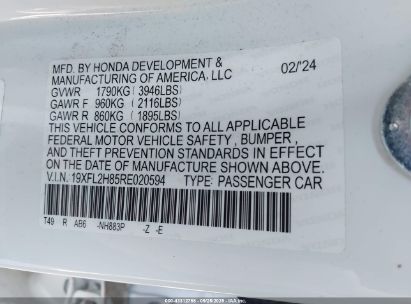 MFD. BY HONDA DEVELOPMENT &
MANUFACTURING OF AMERICA, LLC 02/24
GVWR 1790KG (3946LBS)
GAWR F 960KG (2116LBS)
GAWR R 860KG (1895LBS)
THIS VEHICLE CONFORMS TO ALL APPLICABLE
FEDERAL MOTOR VEHICLE SAFETY, BUMPER,
AND THEFT PREVENTION STANDARDS IN EFFECT
ON THE DATE OF MANUFACTURE SHOWN ABOVE.
V.I.N. 19XFL2H85RE020594 TYPE: PASSENGER CAR
T49 R AB6 -NH883P -Z -E